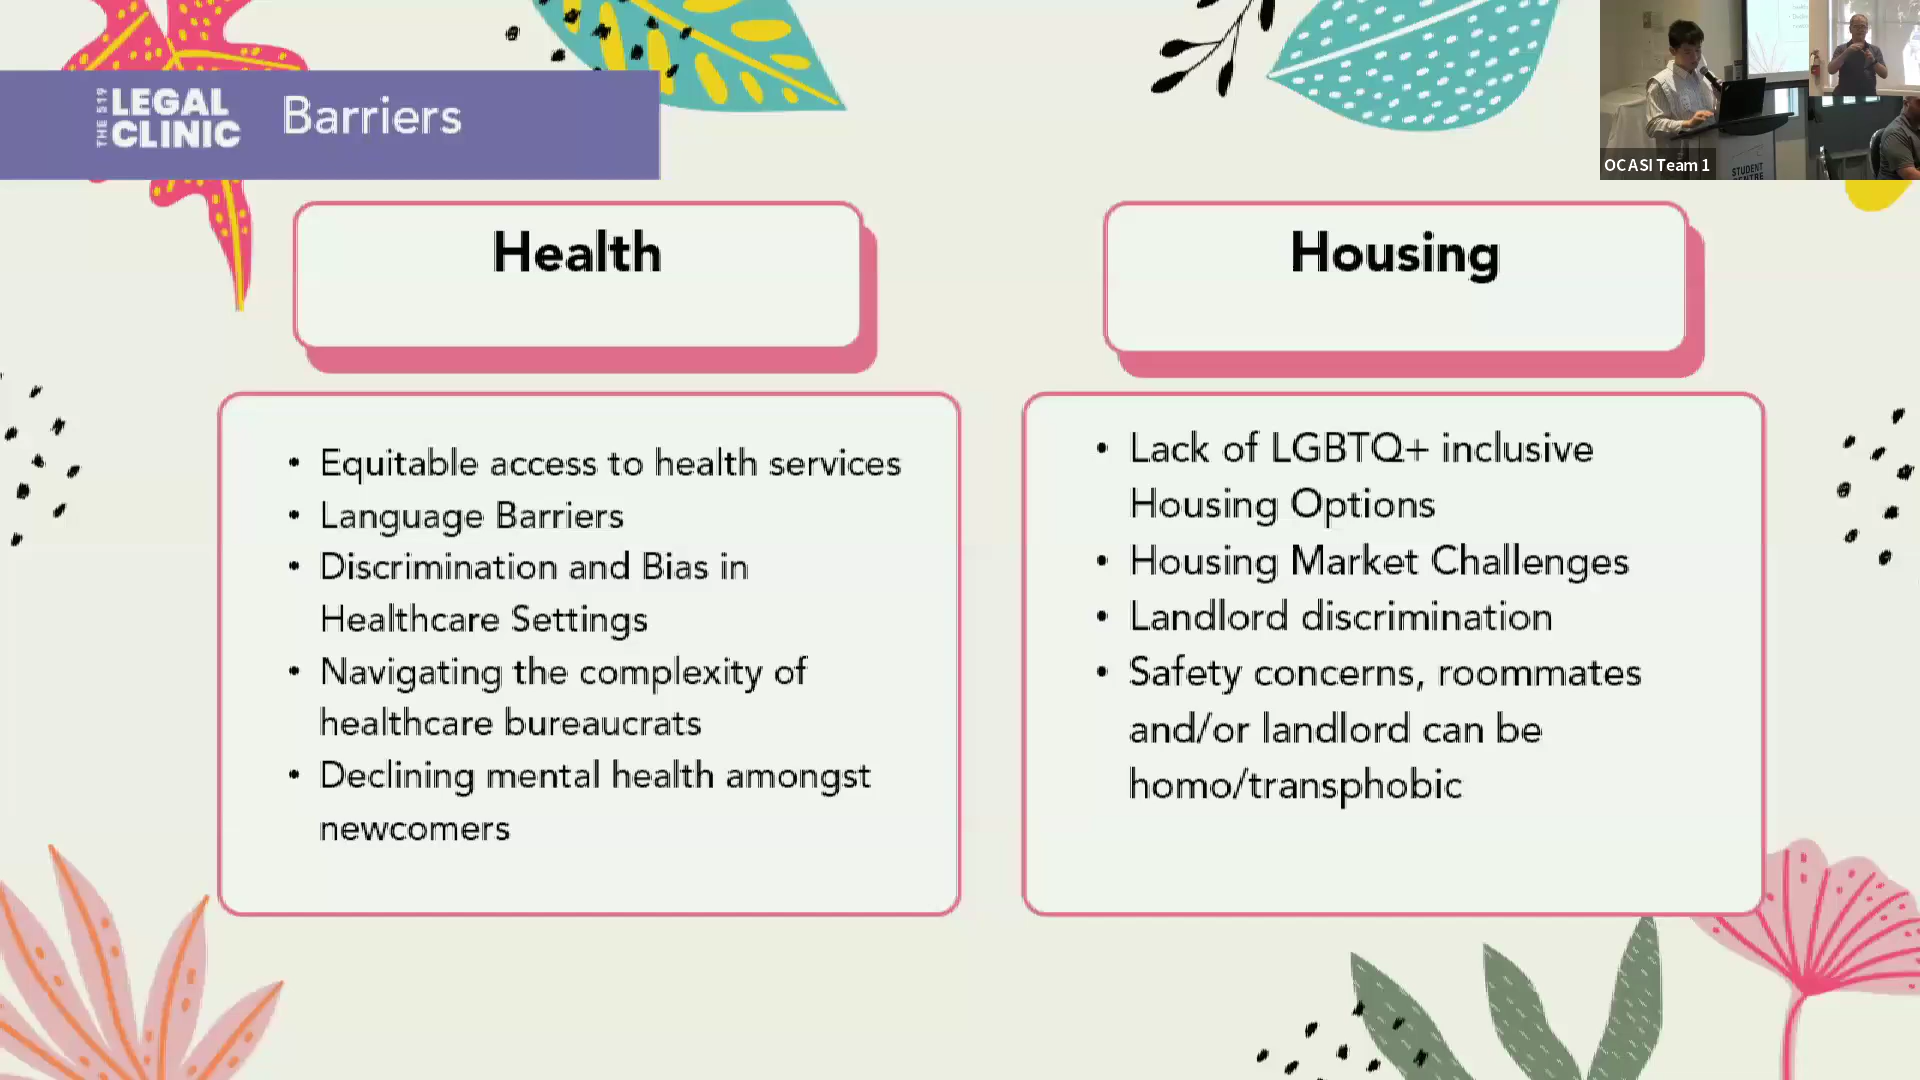 THE 519
LEGAL
CLINIC
Barriers
OCASI Team 1
STUDENT
CENTRE
Health
Housing
• Equitable access to health services
• Language Barriers
• Discrimination and Bias in
Healthcare Settings
• Navigating the complexity of
healthcare bureaucrats
• Declining mental health amongst
newcomers
• Lack of LGBTQ+ inclusive
Housing Options
• Housing Market Challenges
• Landlord discrimination
• Safety concerns, roommates
and/or landlord can be
homo/transphobic